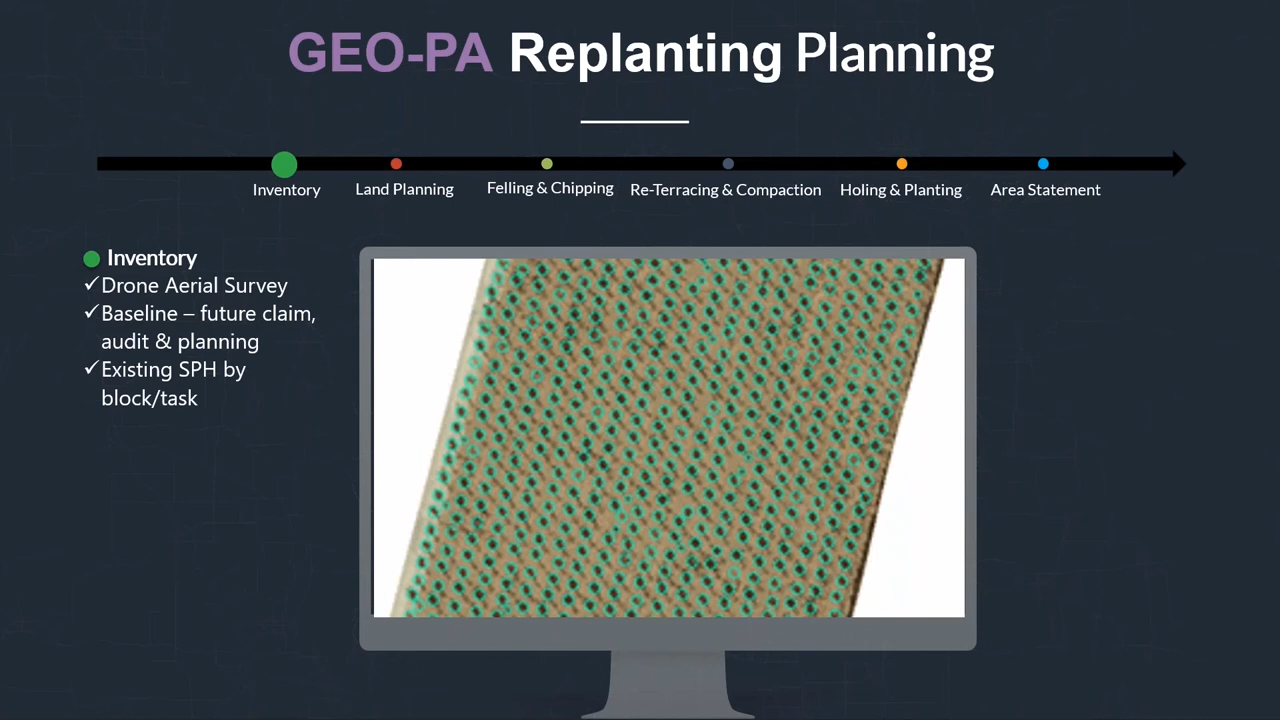 GEO-PA Replanting Planning
Inventory
Land Planning
Felling & Chipping
Re-Terracing & Compaction
Holing & Planting
Area Statement
Inventory
✓Drone Aerial Survey
✓Baseline – future claim,
audit & planning
✓Existing SPH by
block/task